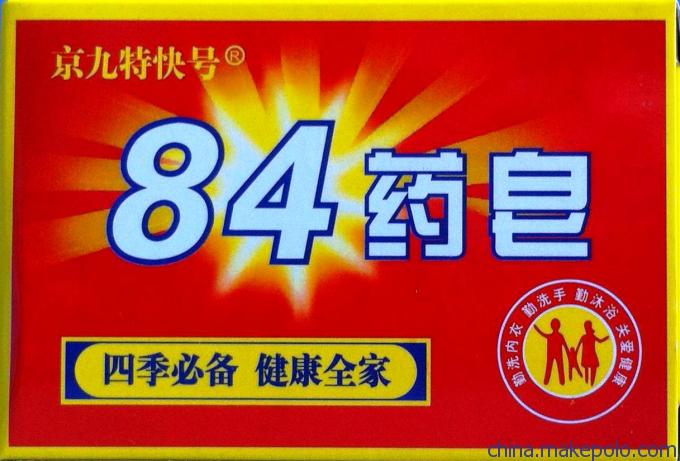 京九特快号®
84药皂
勤洗内衣 勤洗手 勤沐浴 关爱健康
四季必备 健康全家
china.makepolo.com